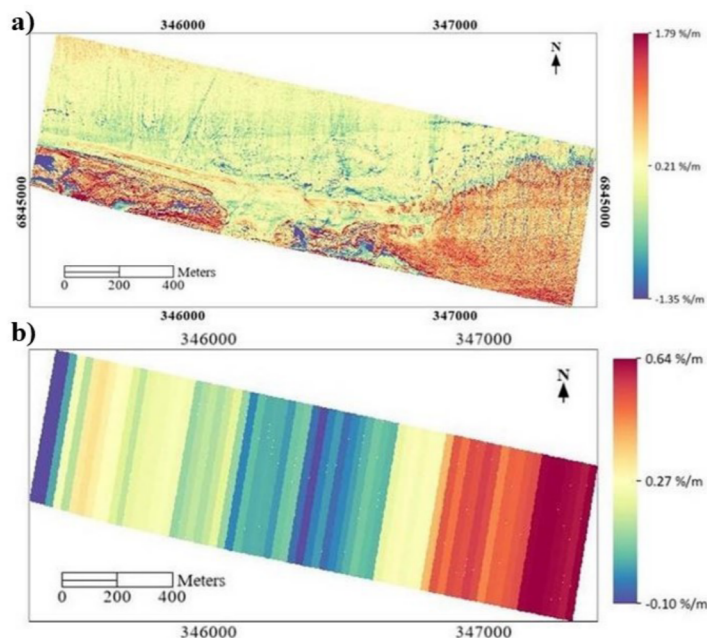 a)
346000 347000
N
1.79 %/m
0.21 %/m
-1.35 %/m
6845000
6845000
Meters
0 200 400
346000 347000
b)
346000 347000
N
0.64 %/m
0.27 %/m
-0.10 %/m
Meters
0 200 400
346000 347000